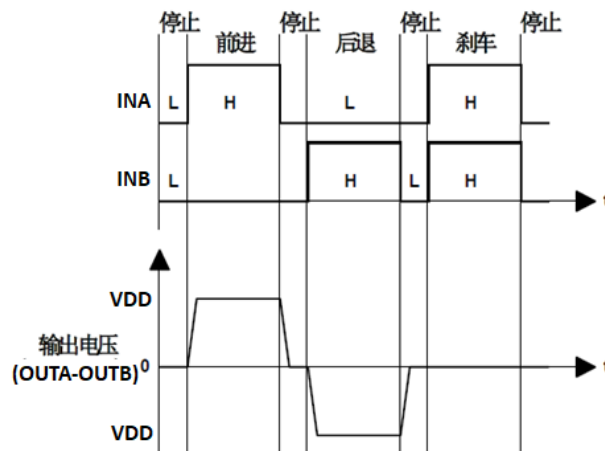 停止 前进 停止 后退 停止 刹车 停止
INA L H L H
INB L H L H t
VDD
输出电压 0
(OUTA-OUTB) t
VDD